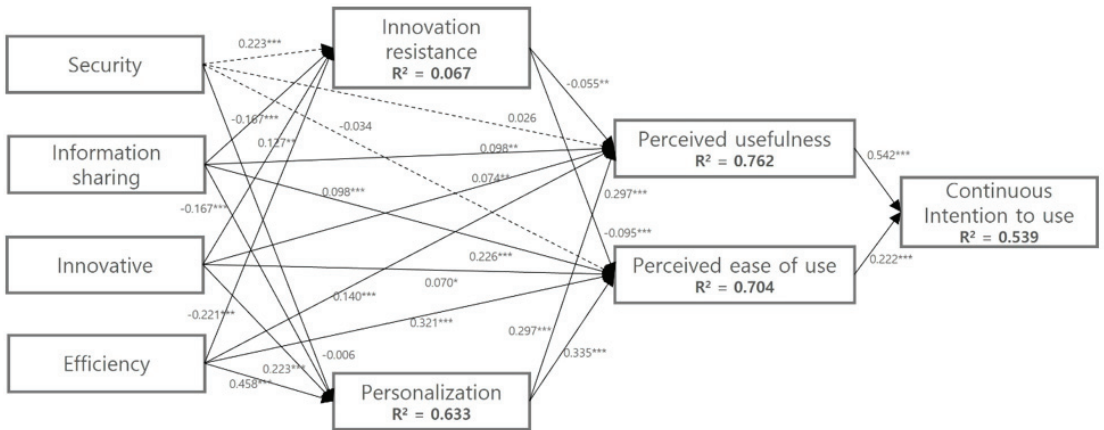 Security
Information
sharing
Innovative
Efficiency
Innovation
resistance
R² = 0.067
Personalization
R² = 0.633
Perceived usefulness
R² = 0.762
Perceived ease of use
R² = 0.704
Continuous
Intention to use
R² = 0.539
0.223***
-0.167***
0.127**
-0.034
0.026
0.098**
0.074**
0.098***
-0.167***
0.226***
0.070*
0.140***
0.321***
-0.221***
-0.006
0.223***
0.458***
-0.055**
0.297***
-0.095***
0.297***
0.335***
0.542***
0.222***